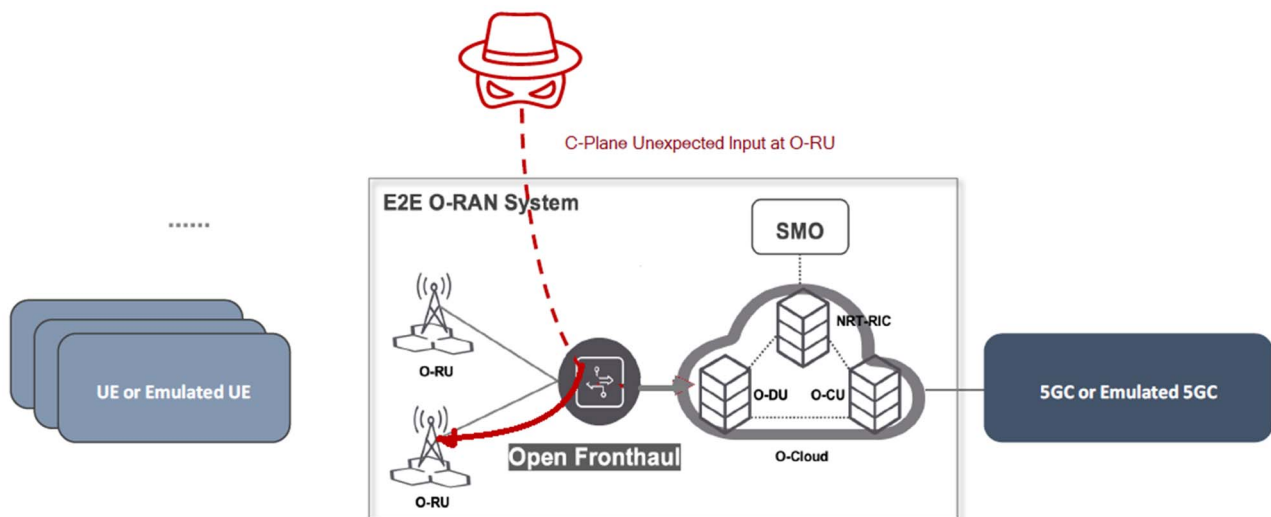 C-Plane Unexpected Input at O-RU
E2E O-RAN System
......
SMO
NRT-RIC
O-RU
O-DU
O-CU
UE or Emulated UE
5GC or Emulated 5GC
Open Fronthaul
O-Cloud
O-RU